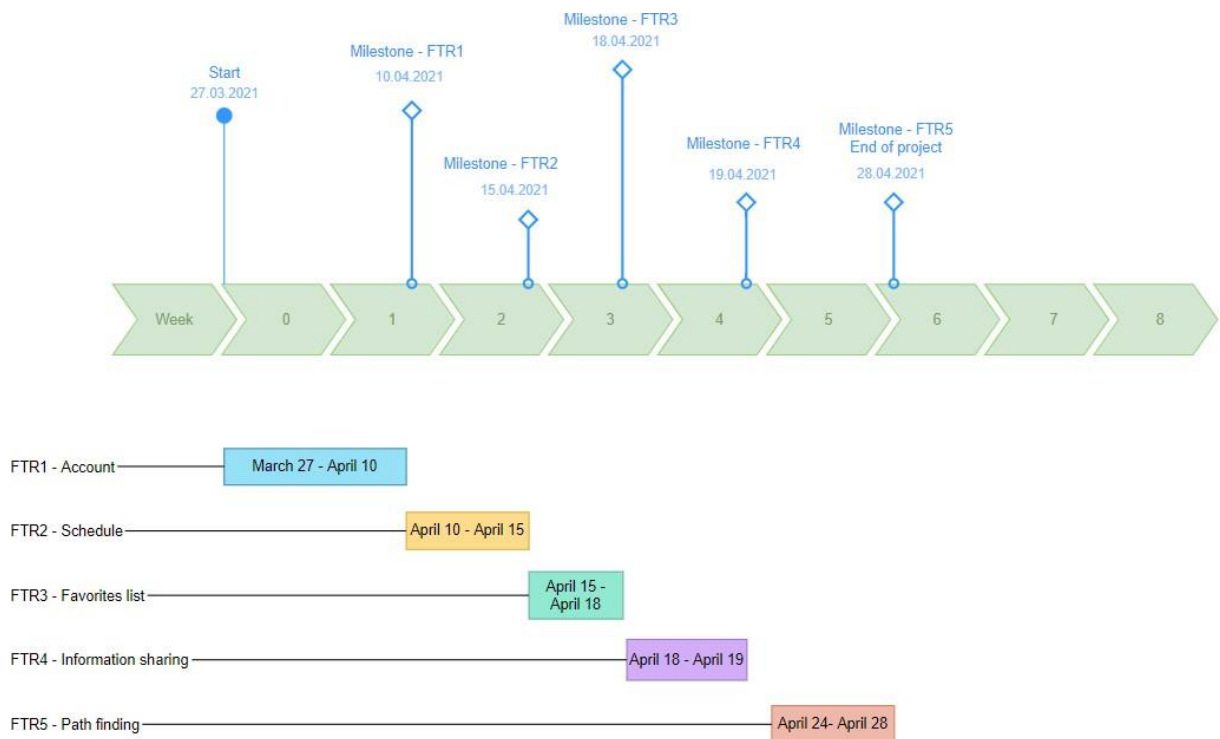 Milestone - FTR3
18.04.2021
Milestone - FTR1
10.04.2021
Start
27.03.2021
Milestone - FTR5
End of project
28.04.2021
Milestone - FTR4
19.04.2021
Milestone - FTR2
15.04.2021
Week 0 1 2 3 4 5 6 7 8
FTR1 - Account March 27 - April 10
FTR2 - Schedule April 10 - April 15
FTR3 - Favorites list April 15 -
April 18
FTR4 - Information sharing April 18 - April 19
FTR5 - Path finding April 24- April 28